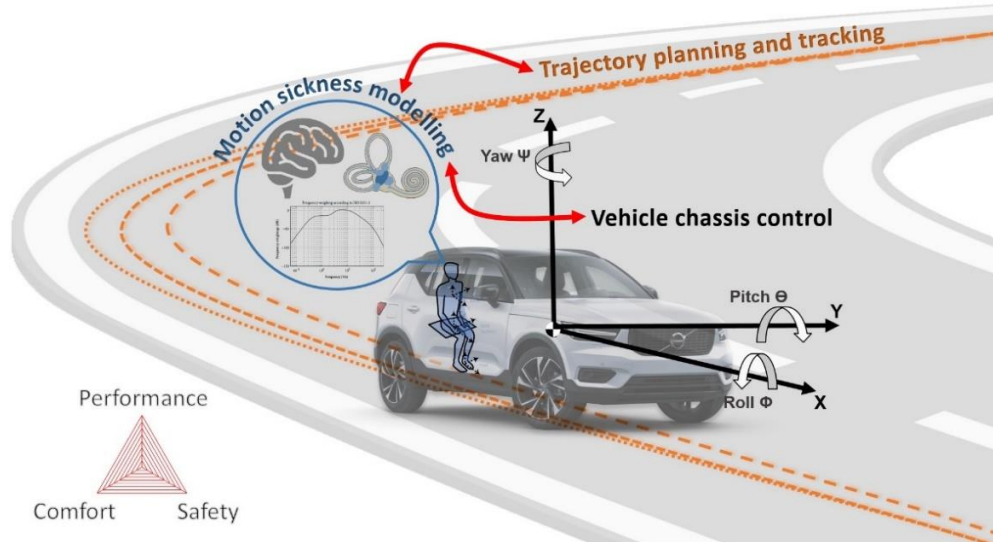 Trajectory planning and tracking
Motion sickness modelling
Z
Yaw Ψ
Vehicle chassis control
Pitch Θ
Y
X
Roll Φ
Performance
Comfort
Safety